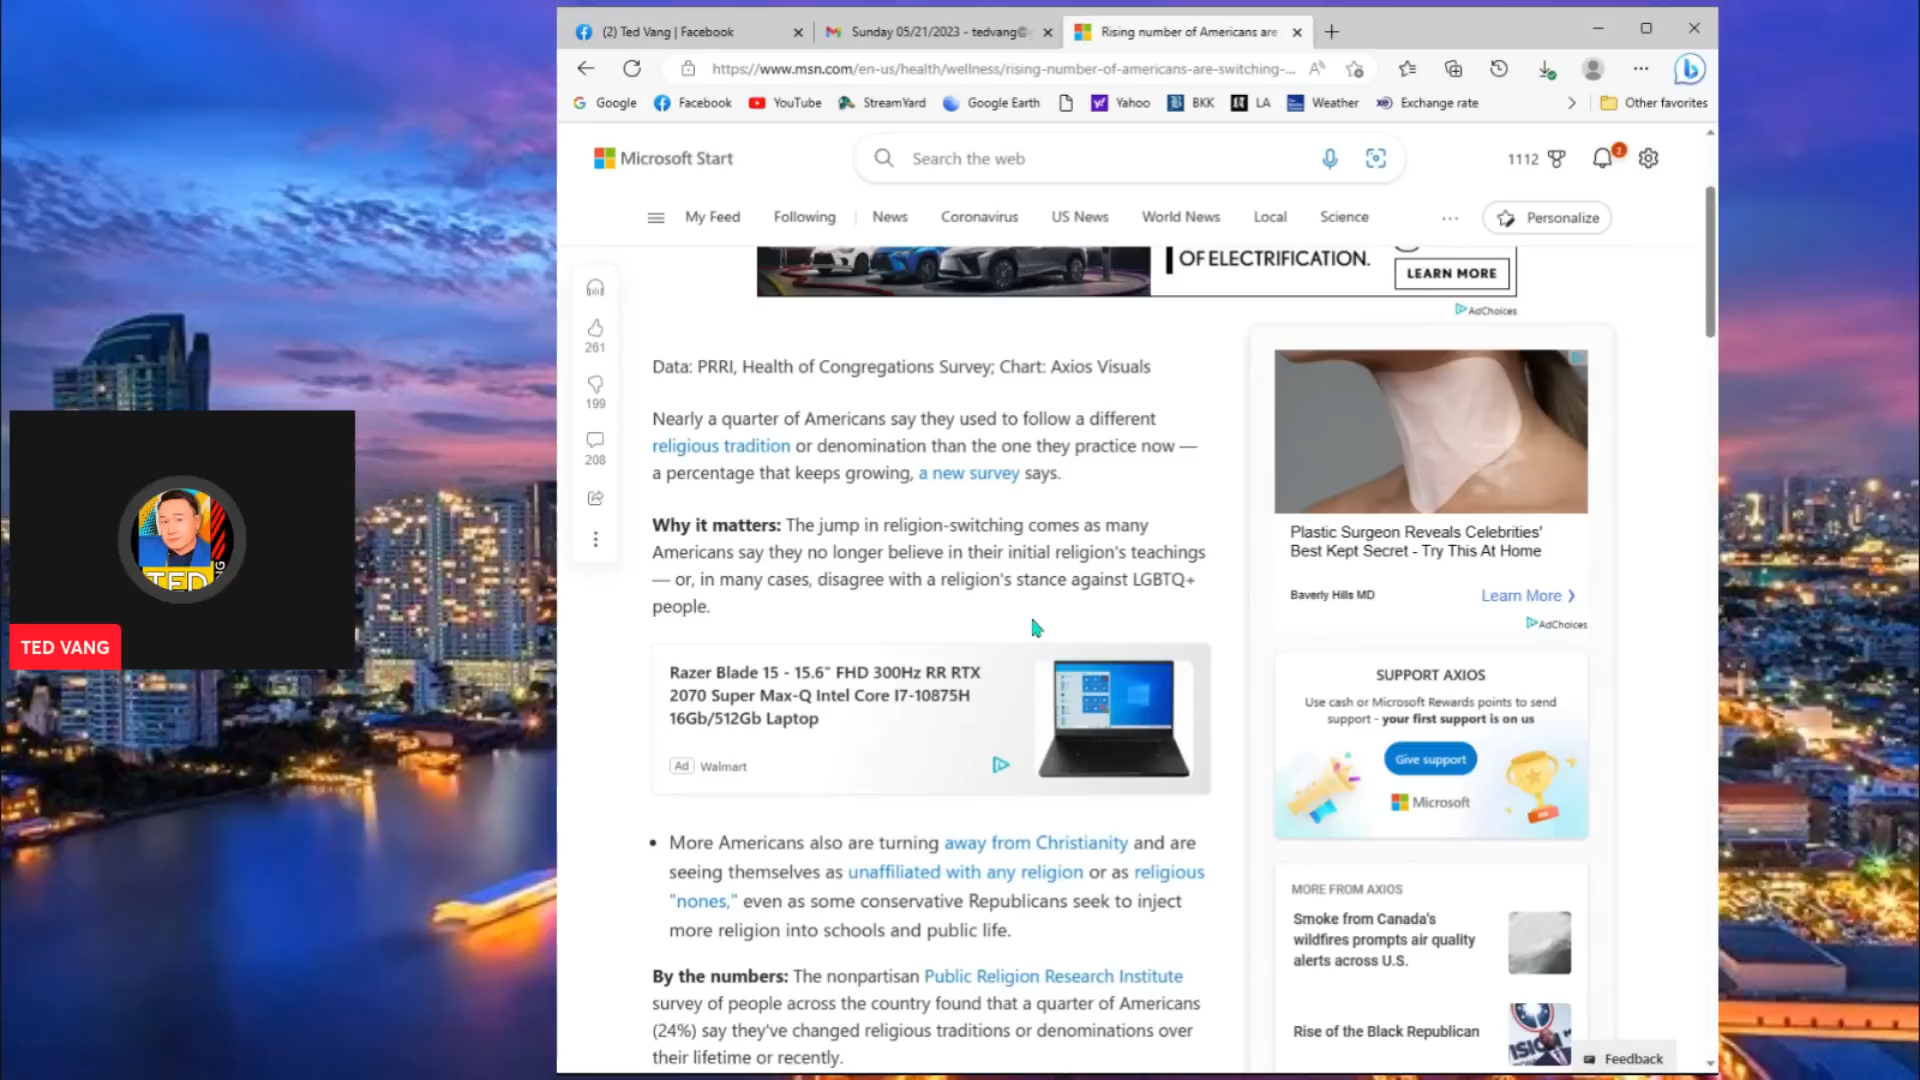 (2) Ted Vang | Facebook
Sunday 05/21/2023 - tedvang@
Rising number of Americans are
https://www.msn.com/en-us/health/wellness/rising-number-of-americans-are-switching-...
Google
Facebook
YouTube
StreamYard
Google Earth
Yahoo
BKK
LA
Weather
Exchange rate
Other favorites
Microsoft Start
Search the web
1112
2
My Feed
Following
News
Coronavirus
US News
World News
Local
Science
Personalize
OF ELECTRIFICATION.
LEARN MORE
AdChoices
261
199
208
Data: PRRI, Health of Congregations Survey; Chart: Axios Visuals
Nearly a quarter of Americans say they used to follow a different
religious tradition or denomination than the one they practice now —
a percentage that keeps growing, a new survey says.
Why it matters: The jump in religion-switching comes as many
Americans say they no longer believe in their initial religion's teachings
— or, in many cases, disagree with a religion's stance against LGBTQ+
people.
Razer Blade 15 - 15.6" FHD 300Hz RR RTX
2070 Super Max-Q Intel Core I7-10875H
16Gb/512Gb Laptop
Ad Walmart
• More Americans also are turning away from Christianity and are
seeing themselves as unaffiliated with any religion or as religious
"nones," even as some conservative Republicans seek to inject
more religion into schools and public life.
By the numbers: The nonpartisan Public Religion Research Institute
survey of people across the country found that a quarter of Americans
(24%) say they've changed religious traditions or denominations over
their lifetime or recently.
Plastic Surgeon Reveals Celebrities'
Best Kept Secret - Try This At Home
Baverly Hills MD
Learn More
AdChoices
SUPPORT AXIOS
Use cash or Microsoft Rewards points to send
support - your first support is on us
Give support
Microsoft
MORE FROM AXIOS
Smoke from Canada's
wildfires prompts air quality
alerts across U.S.
Rise of the Black Republican
Feedback
TED
TED VANG